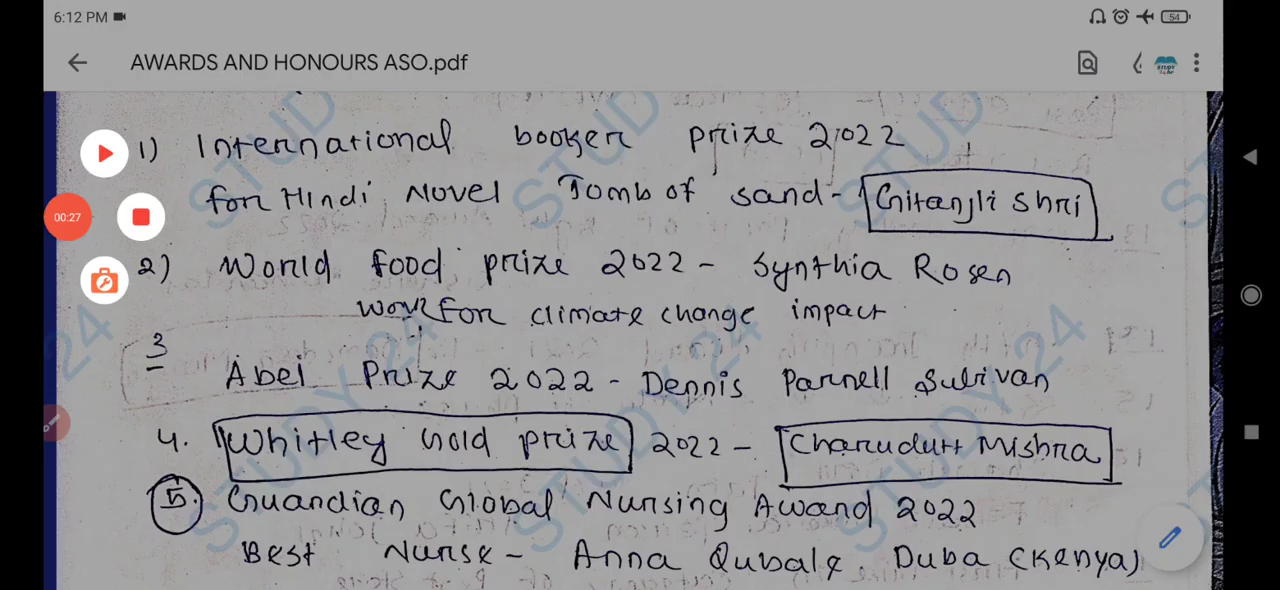 6:12 PM
54
AWARDS AND HONOURS ASO.pdf
1) International booker prize 2022
for Hindi Novel Tomb of sand - Gitanjli Shri
00:27
2) World food prize 2022 - Synthia Rosen
work for climate change impact
3
Abel Prize 2022 - Dennis Parnell Sulivan
4. Whitley Gold prize 2022 - Charudutt Mishra
5. Guardian Global Nursing Award 2022
Best Nurse - Anna Qubale Duba (Kenya)
STUDY 24